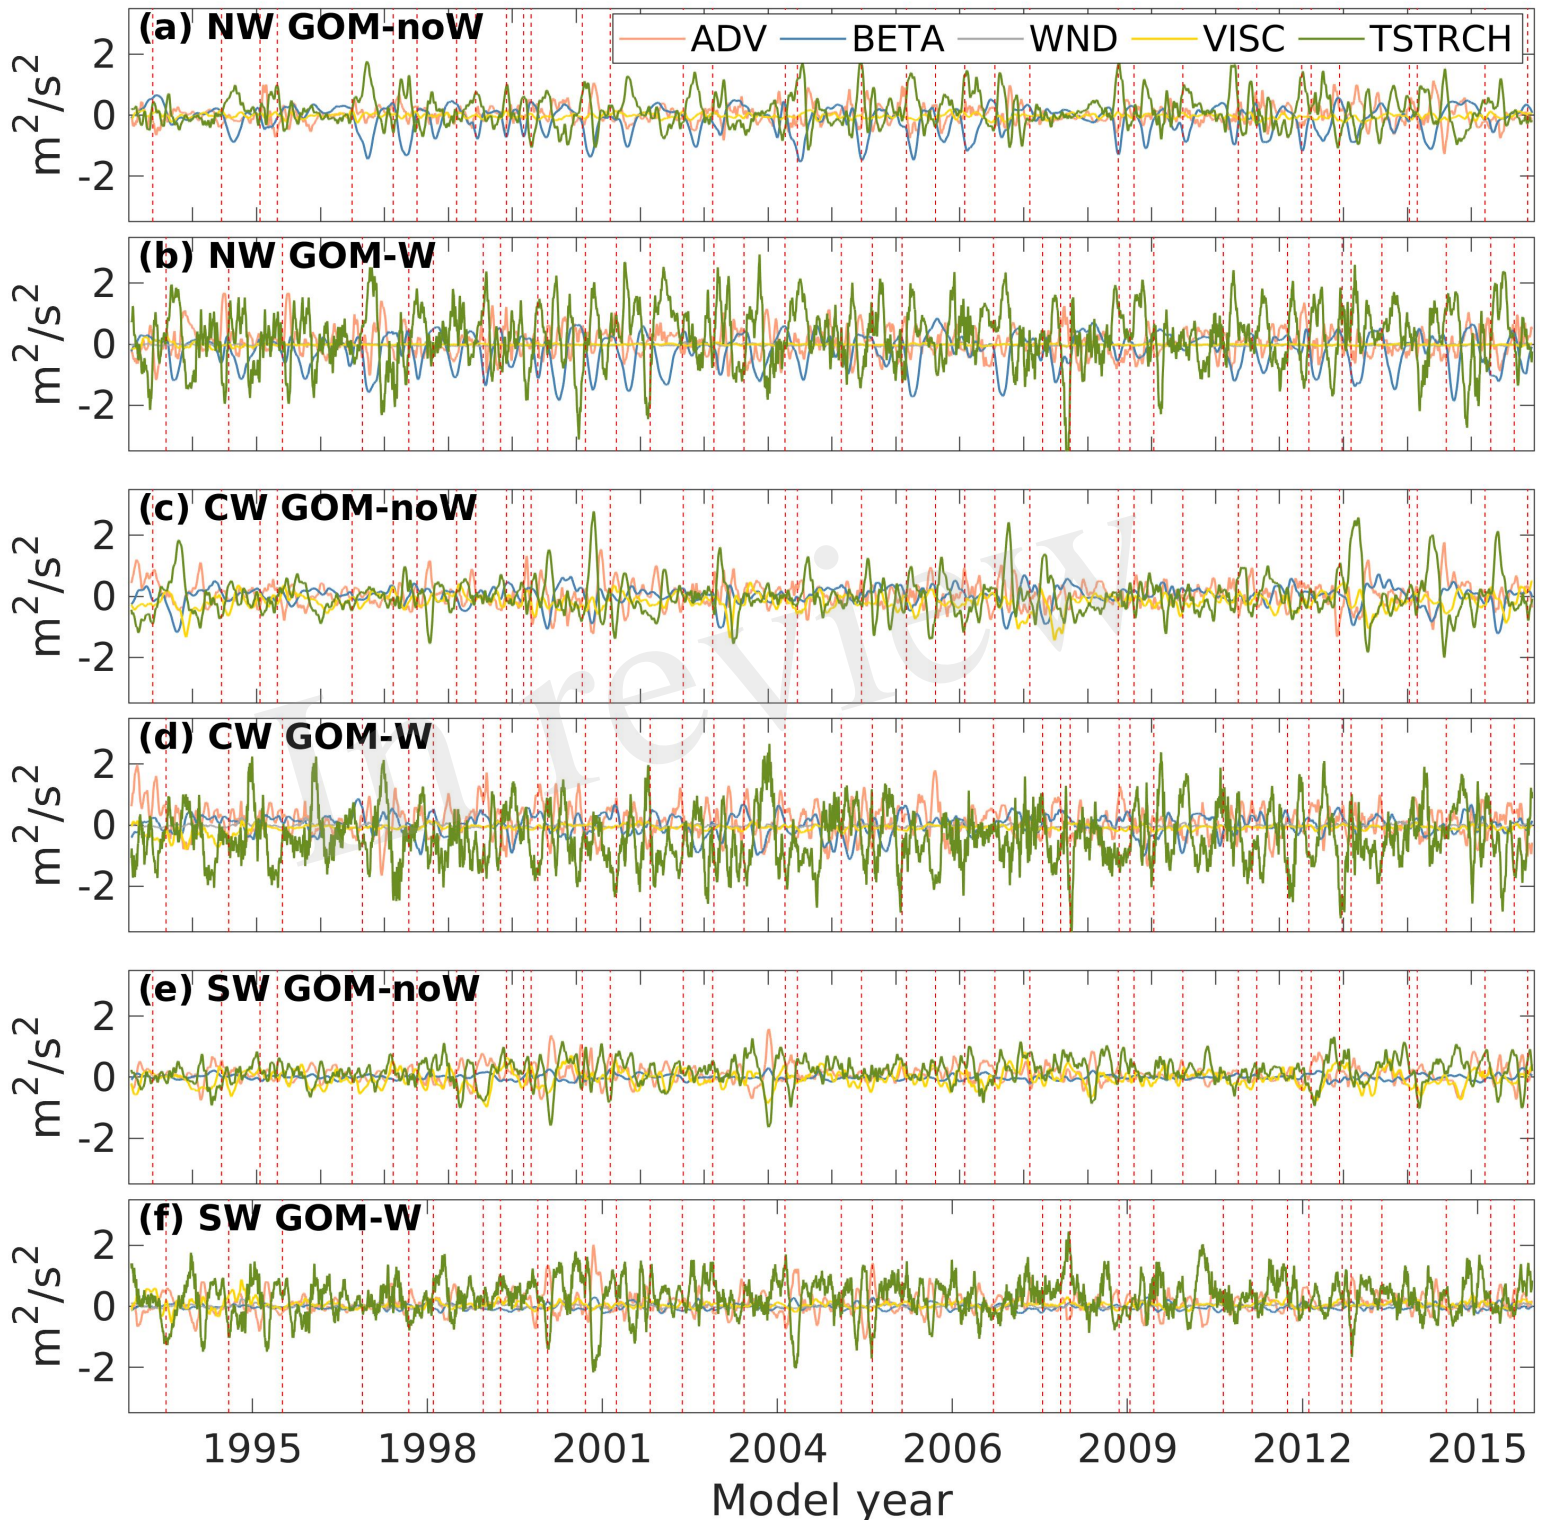 (a) NW GOM-noW
ADV BETA WND VISC TSTRCH
m²/s²
2
0
-2
(b) NW GOM-W
m²/s²
2
0
-2
(c) CW GOM-noW
m²/s²
2
0
-2
(d) CW GOM-W
m²/s²
2
0
-2
In review
(e) SW GOM-noW
m²/s²
2
0
-2
(f) SW GOM-W
m²/s²
2
0
-2
1995 1998 2001 2004 2006 2009 2012 2015
Model year